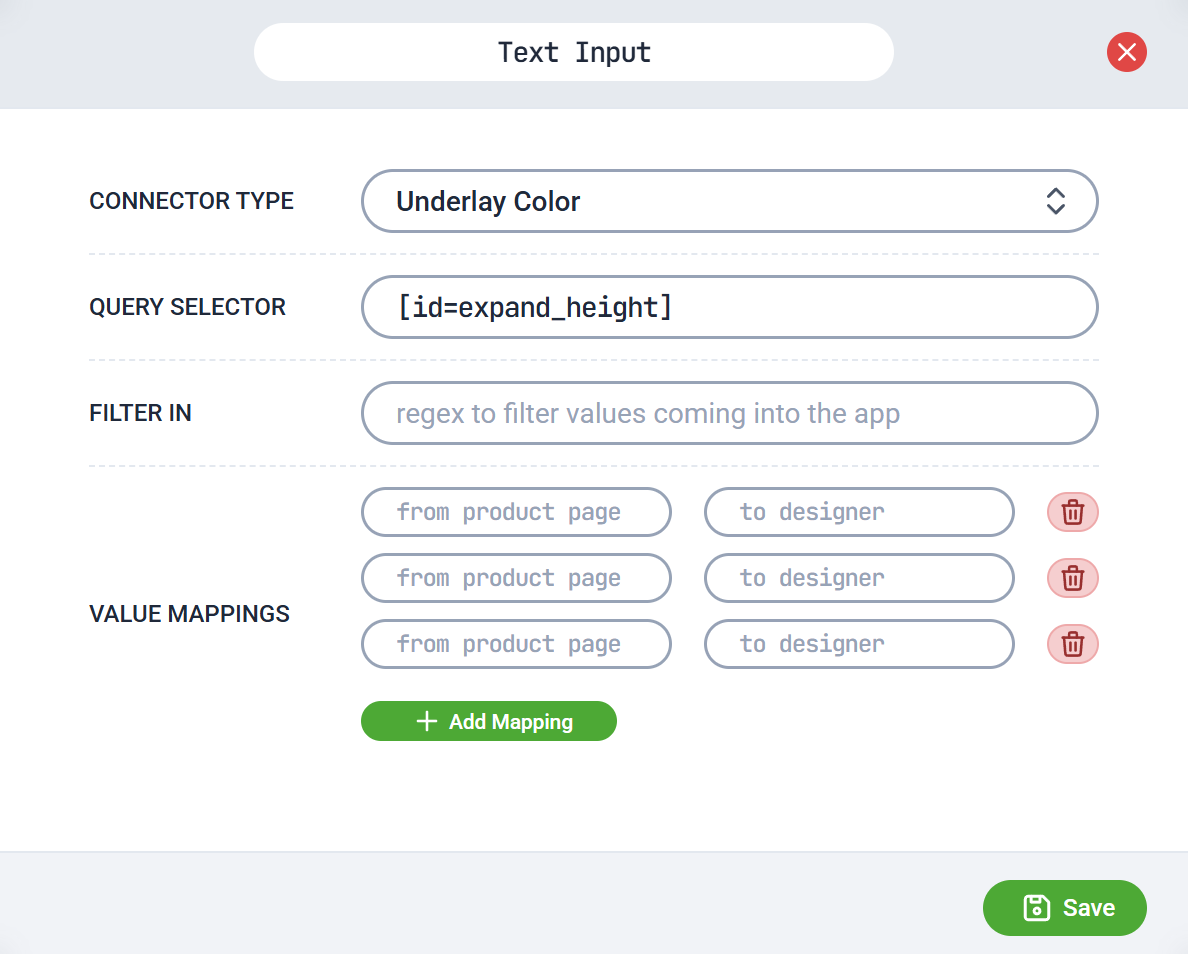 Text Input
CONNECTOR TYPE
Underlay Color
QUERY SELECTOR
[id=expand_height]
FILTER IN
regex to filter values coming into the app
VALUE MAPPINGS
from product page
to designer
from product page
to designer
from product page
to designer
Add Mapping
Save